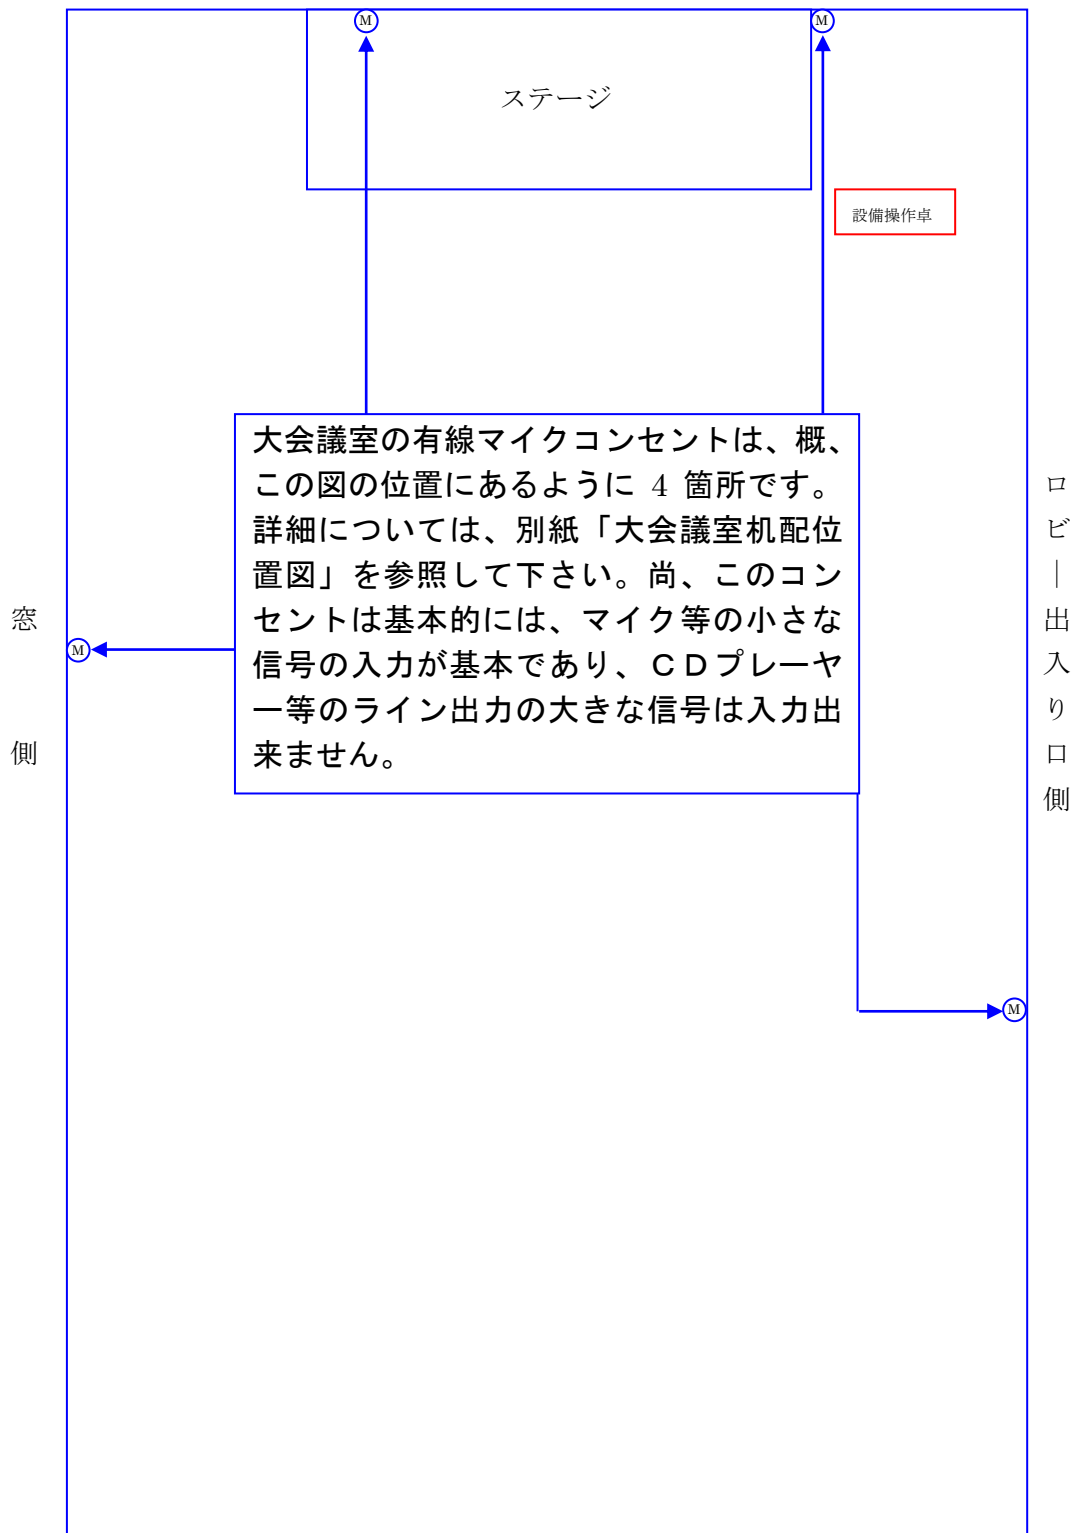 M
M
ステージ
設備操作卓
大会議室の有線マイクコンセントは、概、
この図の位置にあるように 4 箇所です。
詳細については、別紙「大会議室机配位
置図」を参照して下さい。尚、このコン
セントは基本的には、マイク等の小さな
信号の入力が基本であり、ＣＤプレーヤ
ー等のライン出力の大きな信号は入力出
来ません。
窓側
M
ロビー出入り口側
M